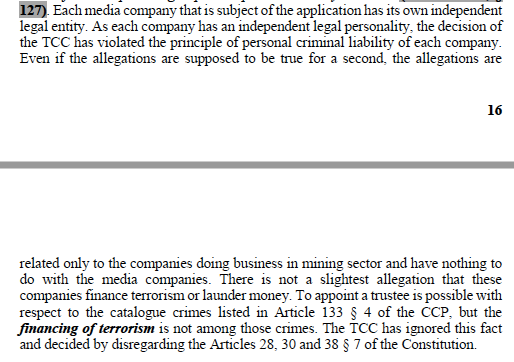 127). Each media company that is subject of the application has its own independent
legal entity. As each company has an independent legal personality, the decision of
the TCC has violated the principle of personal criminal liability of each company.
Even if the allegations are supposed to be true for a second, the allegations are
16
related only to the companies doing business in mining sector and have nothing to
do with the media companies. There is not a slightest allegation that these
companies finance terrorism or launder money. To appoint a trustee is possible with
respect to the catalogue crimes listed in Article 133 § 4 of the CCP, but the
financing of terrorism is not among those crimes. The TCC has ignored this fact
and decided by disregarding the Articles 28, 30 and 38 § 7 of the Constitution.